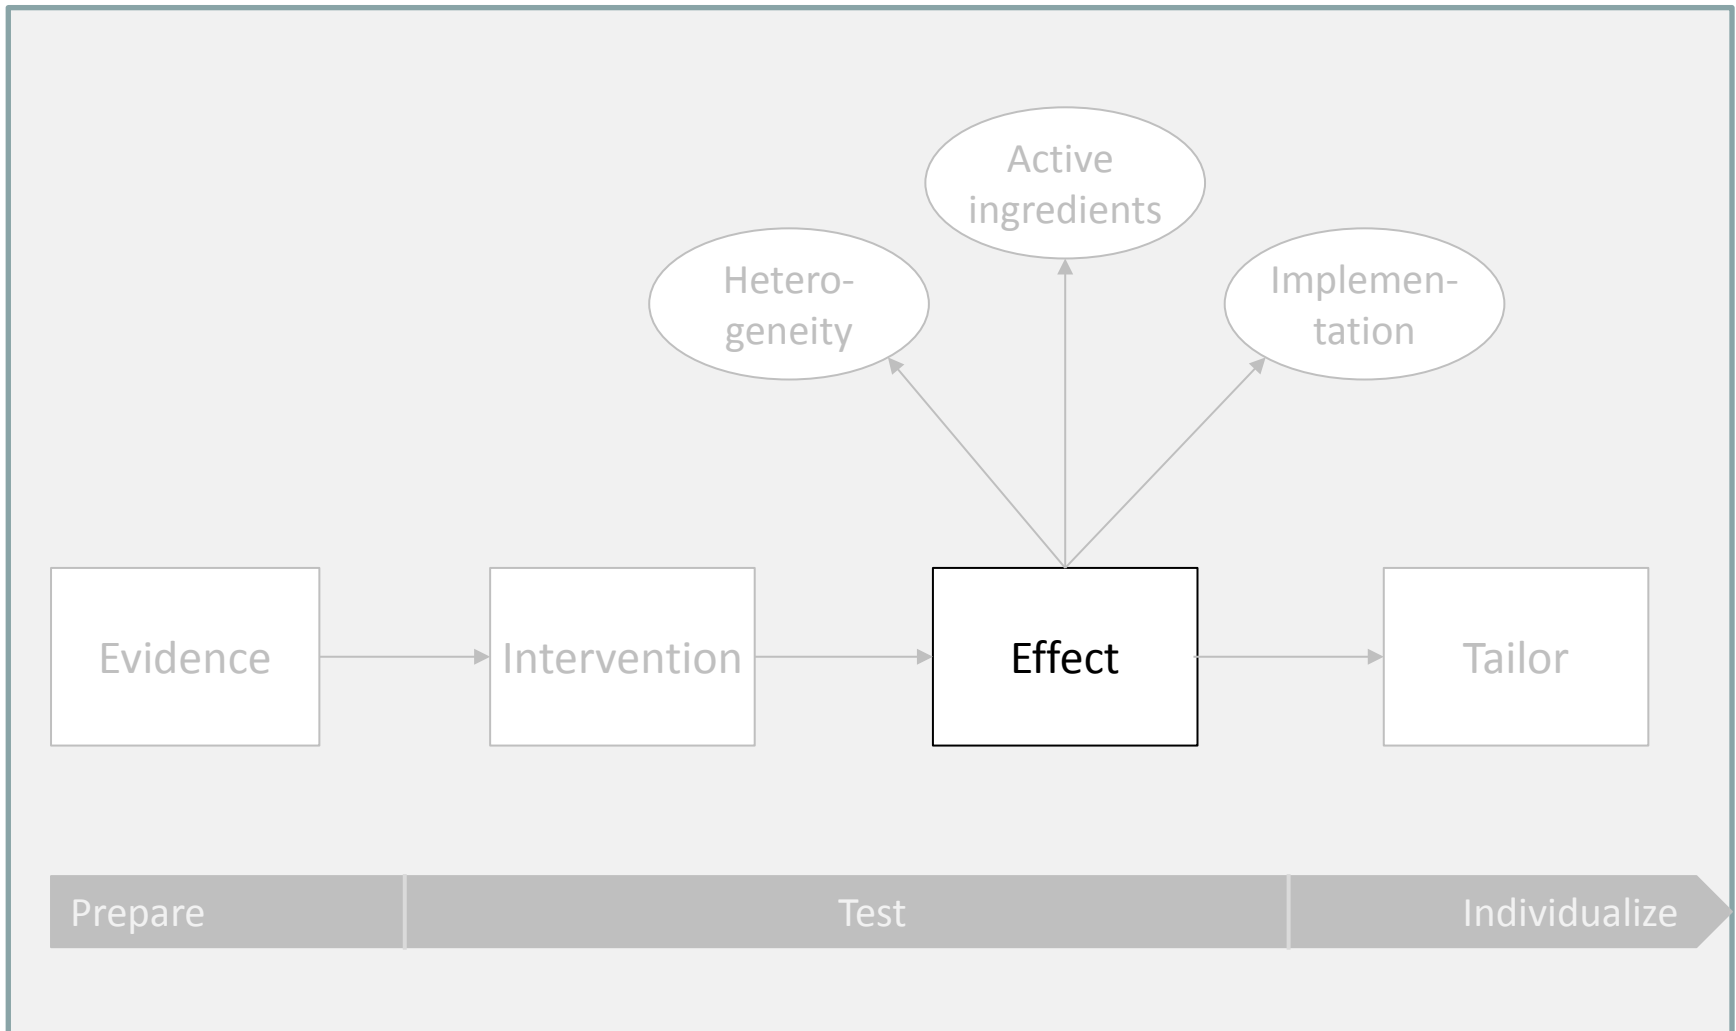 Active
ingredients
Hetero-
geneity
Implemen-
tation
Evidence
Intervention
Effect
Tailor
Prepare
Test
Individualize